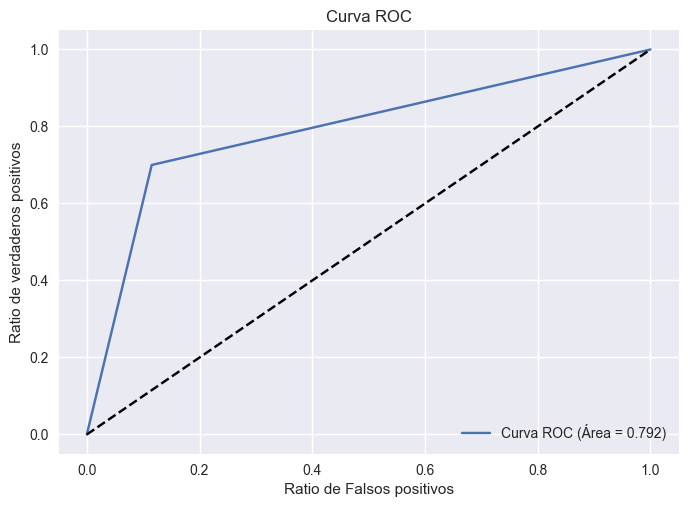 Curva ROC
1.0
0.8
0.6
0.4
0.2
0.0
Ratio de verdaderos positivos
0.0 0.2 0.4 0.6 0.8 1.0
Ratio de Falsos positivos
Curva ROC (Área = 0.792)